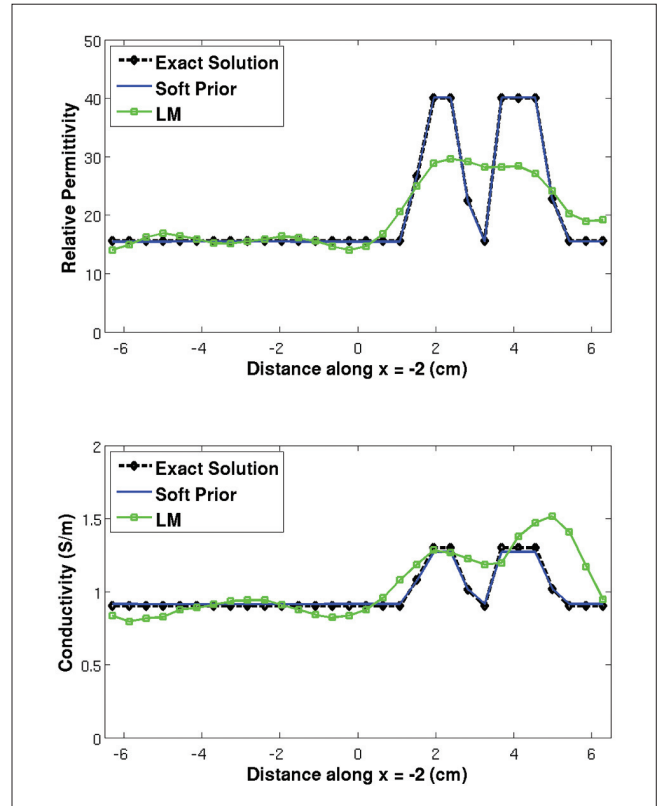 50
40
30
20
10
0
Relative Permittivity
Exact Solution
Soft Prior
LM
-6 -4 -2 0 2 4 6
Distance along x = -2 (cm)
2
1.5
1
0.5
0
Conductivity (S/m)
Exact Solution
Soft Prior
LM
-6 -4 -2 0 2 4 6
Distance along x = -2 (cm)